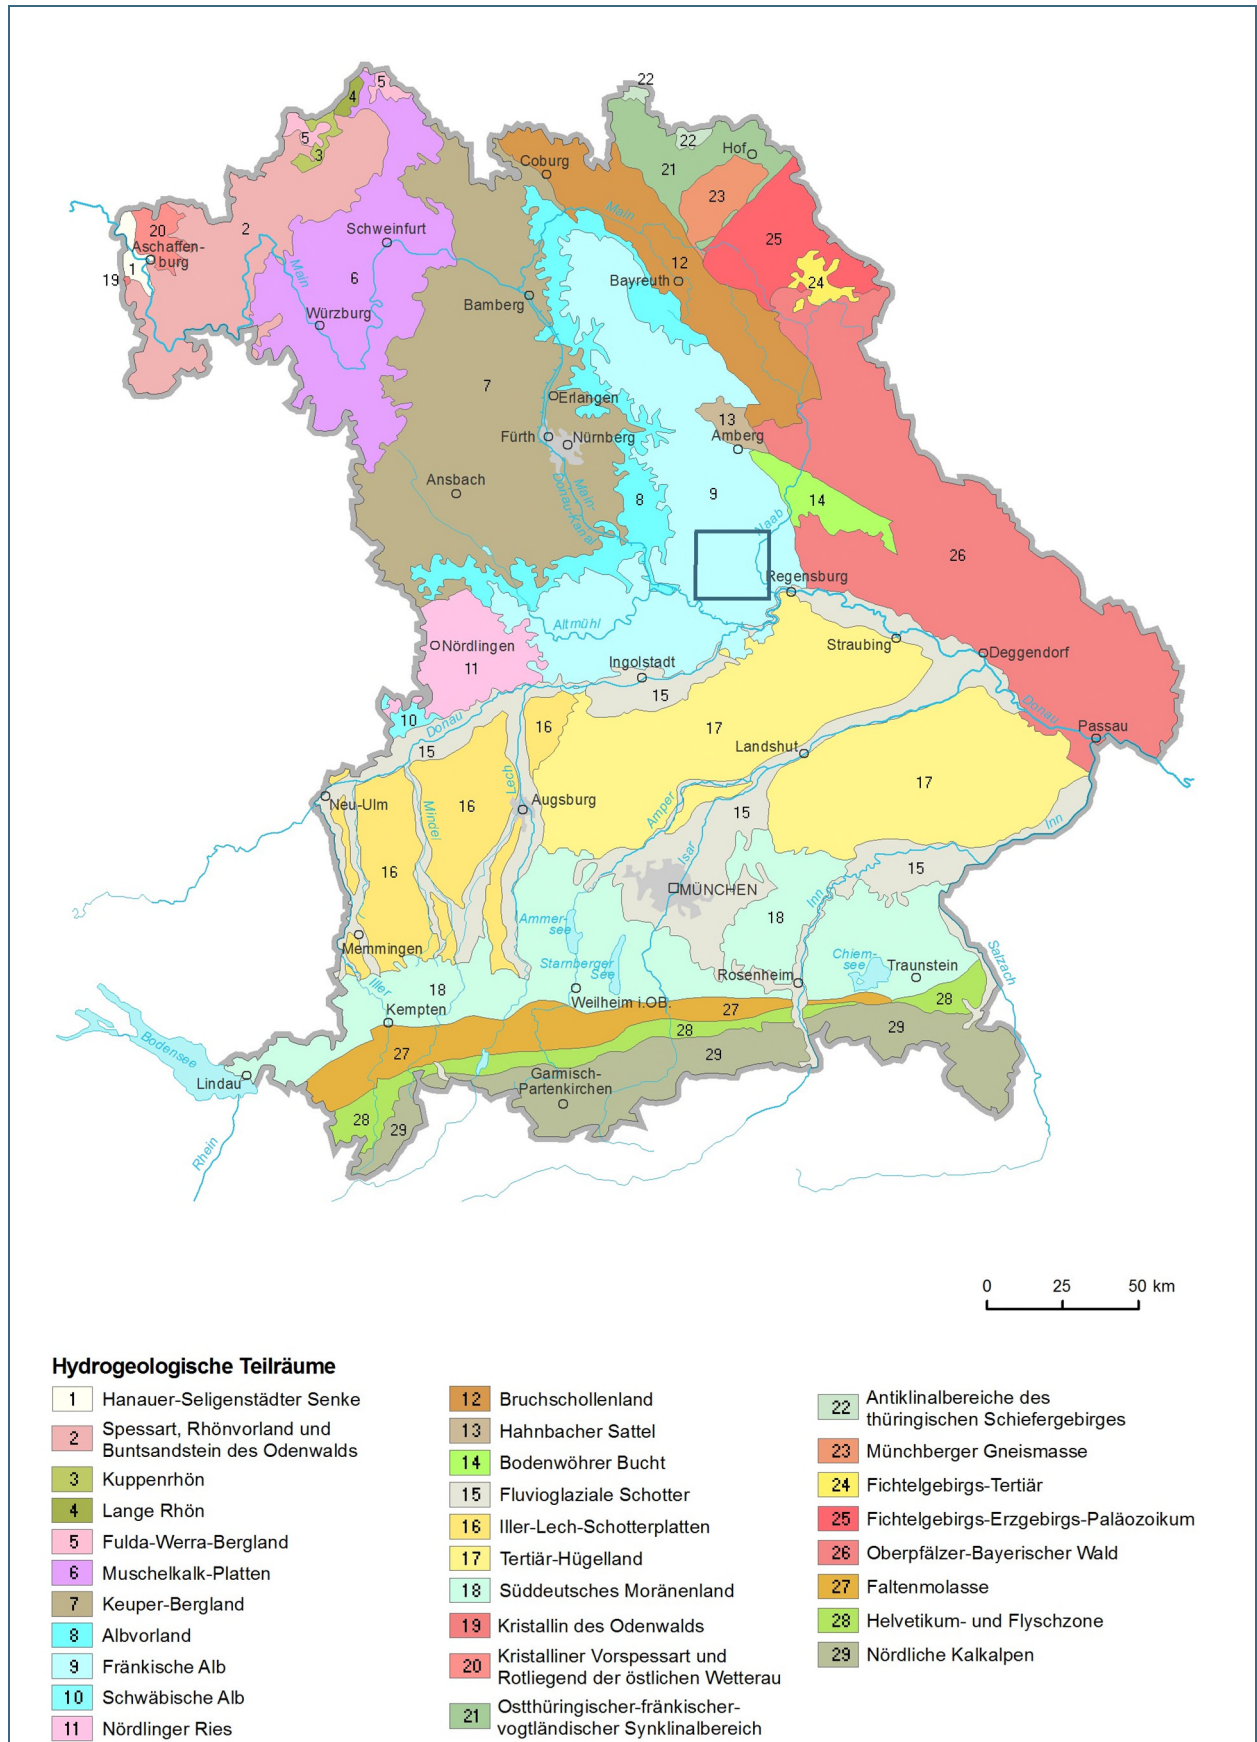 22
5
4
22
5
Hof
3
Coburg
21
23
Main
20
2
Schweinfurt
25
Aschaffen-
burg
1
12
19
Main
6
Bayreuth
24
Bamberg
Würzburg
7
Erlangen
13
Fürth
Nürnberg
Amberg
Ansbach
Main-
Donau-Kanal
8
9
14
Naab
26
Regensburg
Altmühl
Nördlingen
Straubing
Deggendorf
11
Ingolstadt
15
Donau
10
Donau
16
17
Passau
15
Landshut
Lech
17
Neu-Ulm
Mindel
16
Augsburg
Amper
15
Inn
Isar
16
15
MÜNCHEN
Inn
Ammer-
see
18
Memmingen
Starnberger
See
Chiem-
see
Traunstein
Salzach
Rosenheim
Iller
18
Kempten
Weilheim i.OB.
27
28
28
29
Bodensee
27
29
Lindau
Garmisch-
Partenkirchen
28
29
Rhein
0 25 50 km
Hydrogeologische Teilräume
1 Hanauer-Seligenstädter Senke
2 Spessart, Rhönvorland und
Buntsandstein des Odenwalds
3 Kuppenrhön
4 Lange Rhön
5 Fulda-Werra-Bergland
6 Muschelkalk-Platten
7 Keuper-Bergland
8 Albvorland
9 Fränkische Alb
10 Schwäbische Alb
11 Nördlinger Ries
12 Bruchschollenland
13 Hahnbacher Sattel
14 Bodenwöhrer Bucht
15 Fluvioglaziale Schotter
16 Iller-Lech-Schotterplatten
17 Tertiär-Hügelland
18 Süddeutsches Moränenland
19 Kristallin des Odenwalds
20 Kristalliner Vorspessart und
Rotliegend der östlichen Wetterau
21 Ostthüringischer-fränkischer-
vogtländischer Synklinalbereich
22 Antiklinalbereiche des
thüringischen Schiefergebirges
23 Münchberger Gneismasse
24 Fichtelgebirgs-Tertiär
25 Fichtelgebirgs-Erzgebirgs-Paläozoikum
26 Oberpfälzer-Bayerischer Wald
27 Faltenmolasse
28 Helvetikum- und Flyschzone
29 Nördliche Kalkalpen